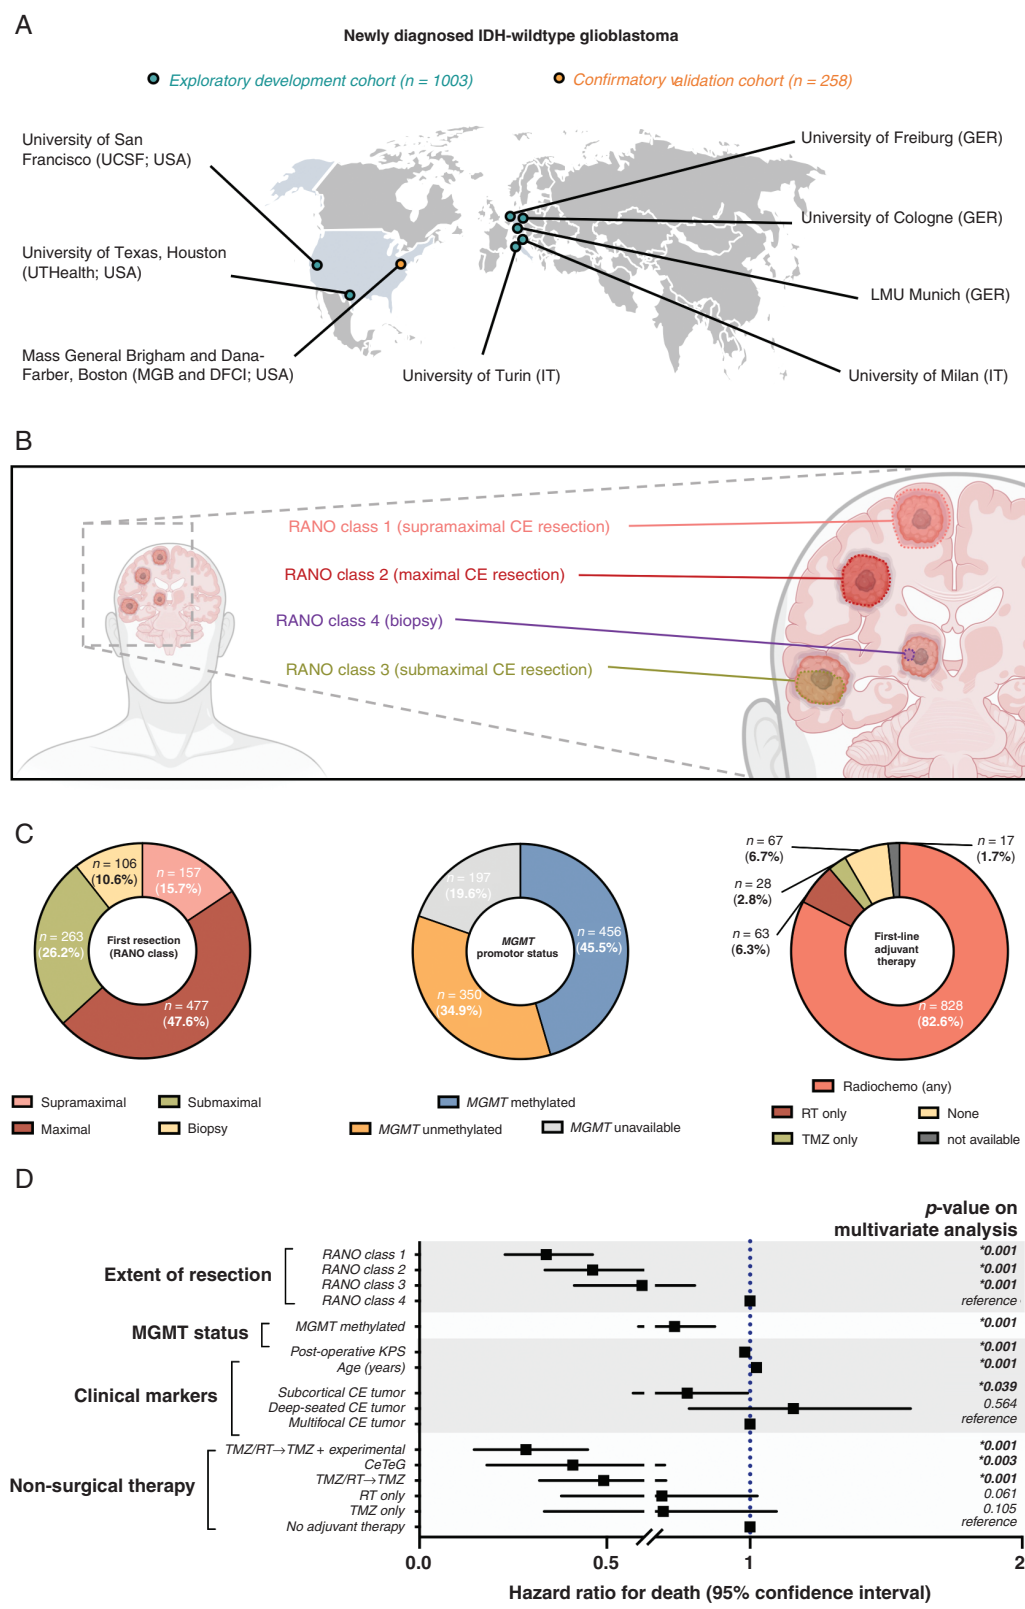 A
Newly diagnosed IDH-wildtype glioblastoma
Exploratory development cohort (n = 1003)
Confirmatory validation cohort (n = 258)
University of San
Francisco (UCSF; USA)
University of Freiburg (GER)
University of Cologne (GER)
University of Texas, Houston
(UTHealth; USA)
LMU Munich (GER)
Mass General Brigham and Dana-
Farber, Boston (MGB and DFCI; USA)
University of Turin (IT)
University of Milan (IT)
B
RANO class 1 (supramaximal CE resection)
RANO class 2 (maximal CE resection)
RANO class 4 (biopsy)
RANO class 3 (submaximal CE resection)
C
n = 106
(10.6%)
n = 157
(15.7%)
n = 263
(26.2%)
First resection
(RANO class)
n = 477
(47.6%)
Supramaximal
Submaximal
Maximal
Biopsy
n = 197
(19.6%)
n = 456
(45.5%)
MGMT
promotor status
n = 350
(34.9%)
MGMT methylated
MGMT unmethylated
MGMT unavailable
n = 67
(6.7%)
n = 17
(1.7%)
n = 28
(2.8%)
n = 63
(6.3%)
First-line
adjuvant
therapy
n = 828
(82.6%)
Radiochemo (any)
RT only
None
TMZ only
not available
D
p-value on
multivariate analysis
Extent of resection
RANO class 1
*0.001
RANO class 2
*0.001
RANO class 3
*0.001
RANO class 4
reference
MGMT status
MGMT methylated
*0.001
Clinical markers
Post-operative KPS
*0.001
Age (years)
*0.001
Subcortical CE tumor
*0.039
Deep-seated CE tumor
0.564
Multifocal CE tumor
reference
Non-surgical therapy
TMZ/RT→TMZ + experimental
*0.001
CeTeG
*0.003
TMZ/RT→TMZ
*0.001
RT only
0.061
TMZ only
0.105
No adjuvant therapy
reference
0.0
0.5
1
2
Hazard ratio for death (95% confidence interval)